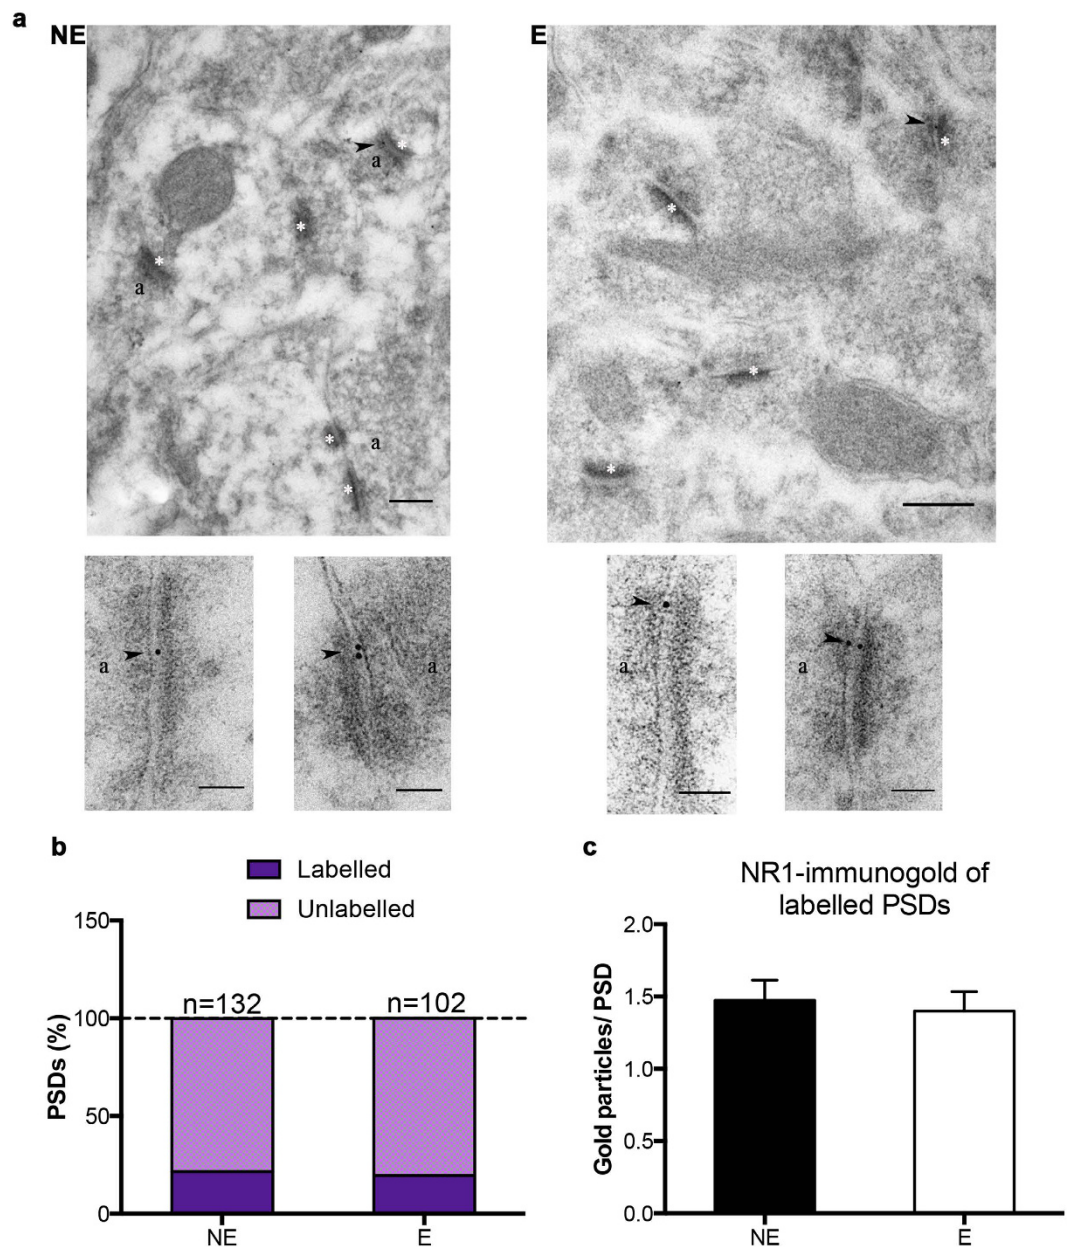 a
NE
E
*
*
a
*
*
a
*
a
*
*
*
*
*
a
a
a
a
b
Labelled
Unlabelled
150
n=132
n=102
100
PSDs (%)
50
0
NE
E
c
NR1-immunogold of
labelled PSDs
2.0
1.5
Gold particles/ PSD
1.0
0.5
0.0
NE
E